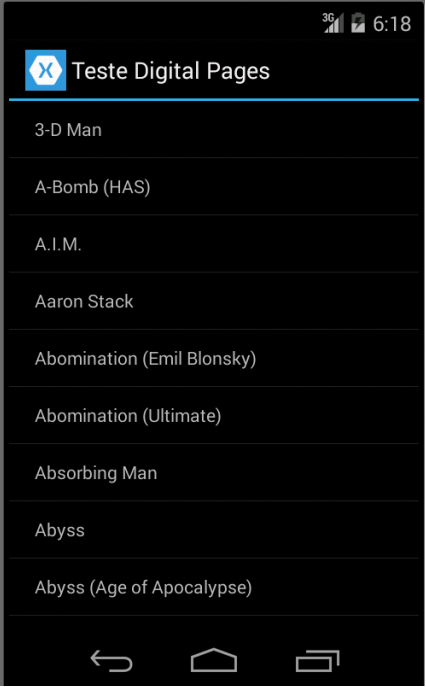 3G 6:18
Teste Digital Pages
3-D Man
A-Bomb (HAS)
A.I.M.
Aaron Stack
Abomination (Emil Blonsky)
Abomination (Ultimate)
Absorbing Man
Abyss
Abyss (Age of Apocalypse)